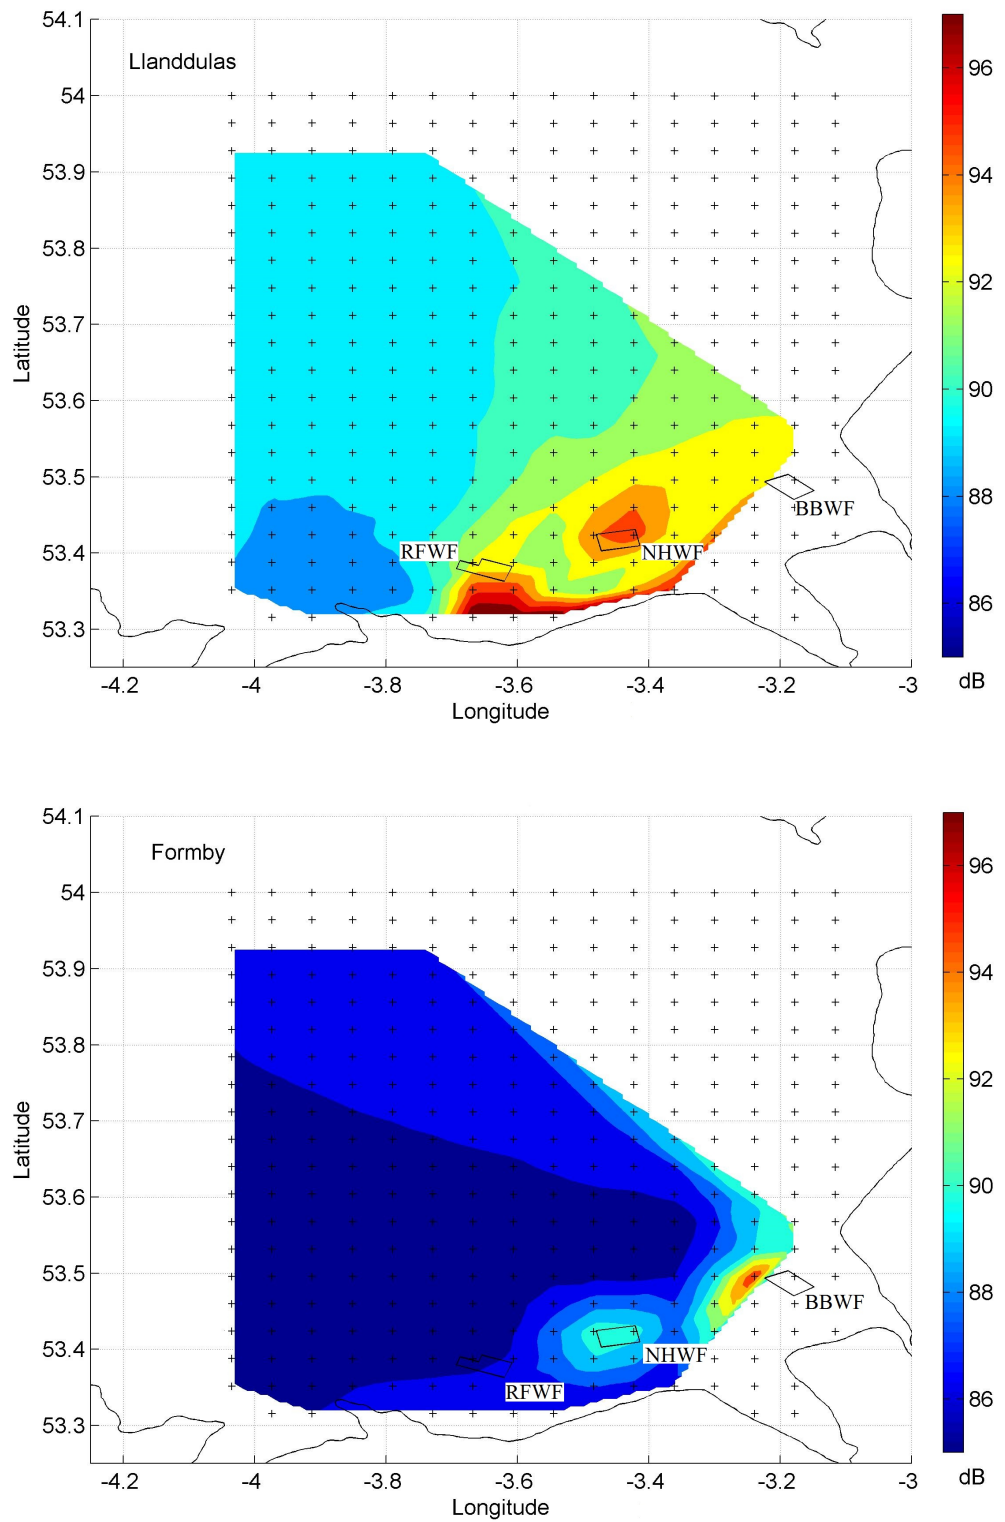 54.1
Llanddulas
54
53.9
53.8
53.7
53.6
53.5
53.4
53.3
Latitude
BBWF
RFWF
NHWF
-4.2 -4 -3.8 -3.6 -3.4 -3.2 -3
Longitude
96
94
92
90
88
86
dB
54.1
Formby
54
53.9
53.8
53.7
53.6
53.5
53.4
53.3
Latitude
BBWF
NHWF
RFWF
-4.2 -4 -3.8 -3.6 -3.4 -3.2 -3
Longitude
96
94
92
90
88
86
dB